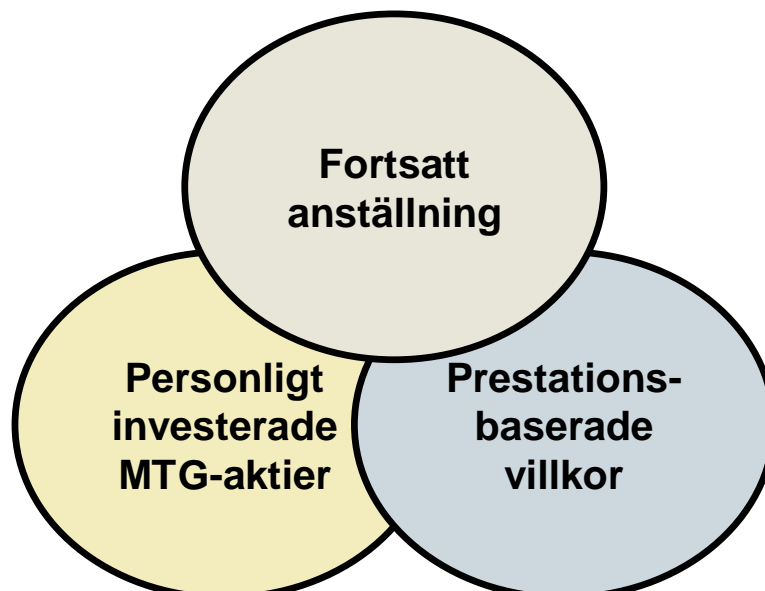 Fortsatt
anställning
Personligt
investerade
MTG-aktier
Prestations-
baserade
villkor